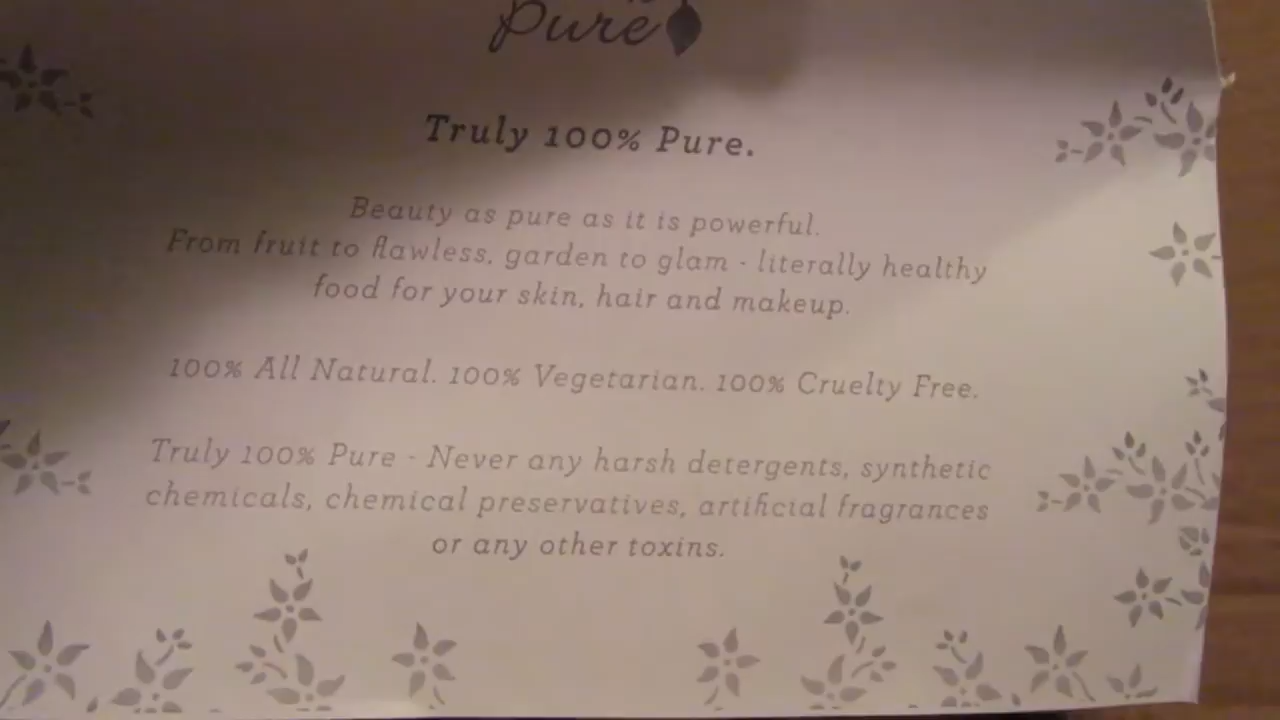 Pure
Truly 100% Pure.
Beauty as pure as it is powerful.
From fruit to flawless, garden to glam - literally healthy
food for your skin, hair and makeup.
100% All Natural. 100% Vegetarian. 100% Cruelty Free.
Truly 100% Pure - Never any harsh detergents, synthetic
chemicals, chemical preservatives, artificial fragrances
or any other toxins.